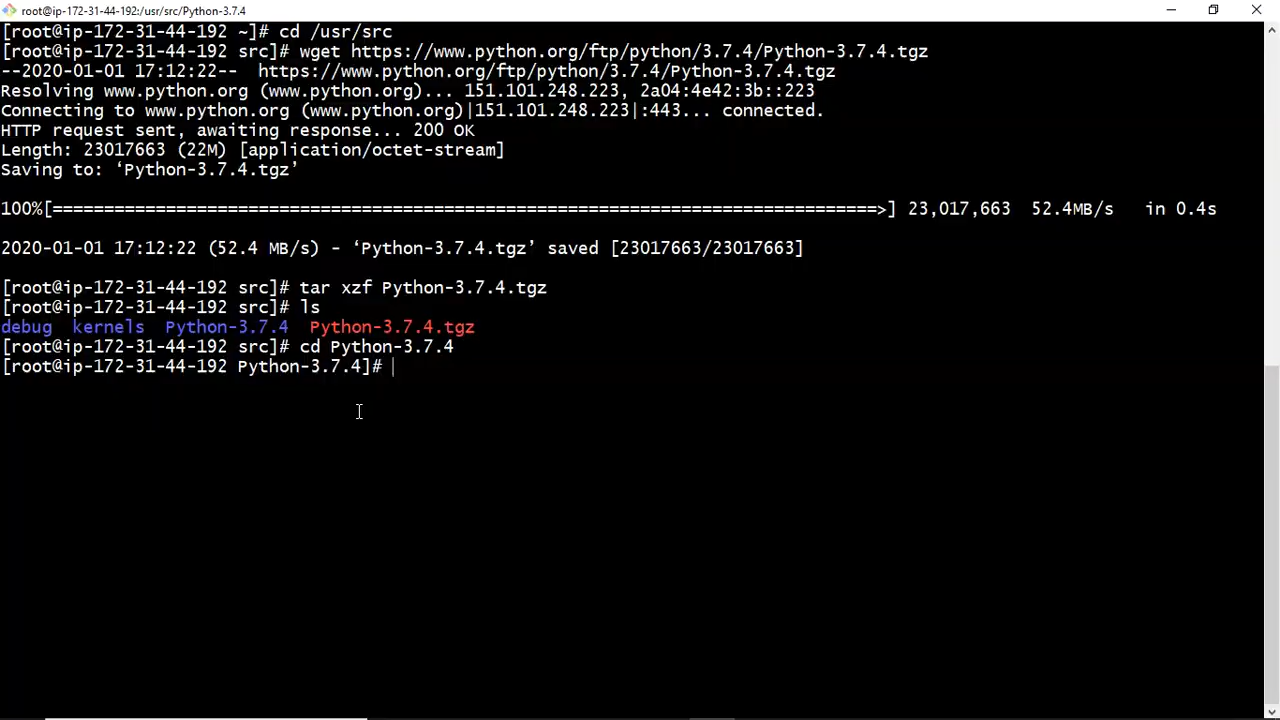 root@ip-172-31-44-192:/usr/src/Python-3.7.4
[root@ip-172-31-44-192 ~]# cd /usr/src
[root@ip-172-31-44-192 src]# wget https://www.python.org/ftp/python/3.7.4/Python-3.7.4.tgz
--2020-01-01 17:12:22--  https://www.python.org/ftp/python/3.7.4/Python-3.7.4.tgz
Resolving www.python.org (www.python.org)... 151.101.248.223, 2a04:4e42:3b::223
Connecting to www.python.org (www.python.org)|151.101.248.223|:443... connected.
HTTP request sent, awaiting response... 200 OK
Length: 23017663 (22M) [application/octet-stream]
Saving to: ‘Python-3.7.4.tgz’
100%[================================================================================>] 23,017,663  52.4MB/s   in 0.4s
2020-01-01 17:12:22 (52.4 MB/s) - ‘Python-3.7.4.tgz’ saved [23017663/23017663]
[root@ip-172-31-44-192 src]# tar xzf Python-3.7.4.tgz
[root@ip-172-31-44-192 src]# ls
debug  kernels  Python-3.7.4  Python-3.7.4.tgz
[root@ip-172-31-44-192 src]# cd Python-3.7.4
[root@ip-172-31-44-192 Python-3.7.4]#